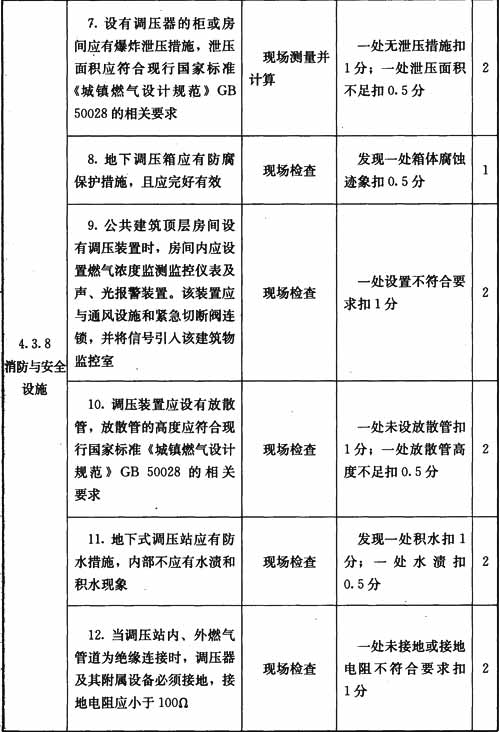 4.3.8
消防与安全
设施
7. 设有调压器的柜或房
间应有爆炸泄压措施，泄压
面积应符合现行国家标准
《城镇燃气设计规范》GB
50028 的相关要求
现场测量并
计算
一处无泄压措施扣
1分；一处泄压面积
不足扣 0.5 分
2
8. 地下调压箱应有防腐
保护措施，且应完好有效
现场检查
发现一处箱体腐蚀
迹象扣 0.5 分
1
9. 公共建筑顶层房间设
有调压装置时，房间内应设
置燃气浓度监测监控仪表及
声、光报警装置。该装置应
与通风设施和紧急切断阀连
锁，并将信号引人该建筑物
监控室
现场检查
一处设置不符合要
求扣 1 分
2
10. 调压装置应设有放散
管，放散管的高度应符合现
行国家标准《城镇燃气设计
规范》GB 50028 的相关
要求
现场检查
一处未设放散管扣
1分；一处放散管高
度不足扣 0.5 分
2
11. 地下式调压站应有防
水措施，内部不应有水渍和
积水现象
现场检查
发现一处积水扣 1
分；一处水渍扣
0.5 分
2
12. 当调压站内、外燃气
管道为绝缘连接时，调压器
及其附属设备必须接地，接
地电阻应小于 100Ω
现场检查
一处未接地或接地
电阻不符合要求扣
1分
2